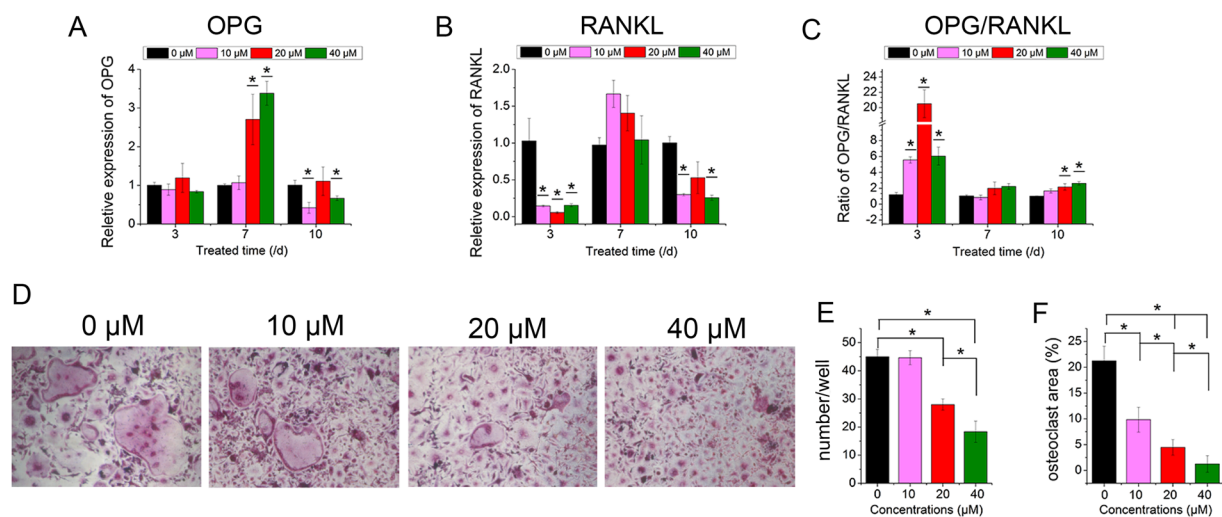 A
OPG
0 µM 10 µM 20 µM 40 µM
Reletive expression of OPG
4
3
2
1
0
* * * *
3 7 10
Treated time (/d)
B
RANKL
0 µM 10 µM 20 µM 40 µM
Reletive expression of RANKL
2.0
1.5
1.0
0.5
0.0
* * * * *
3 7 10
Treated time (/d)
C
OPG/RANKL
0 µM 10 µM 20 µM 40 µM
Ratio of OPG/RANKL
24
22
20
8
6
4
2
0
-2
* * * * *
3 7 10
Treated time (/d)
D
0 µM 10 µM 20 µM 40 µM
E
number/well
50
40
30
20
10
0
* * *
0 10 20 40
Concentrations (µM)
F
osteoclast area (%)
25
20
15
10
5
0
* * * *
0 10 20 40
Concentrations (µM)